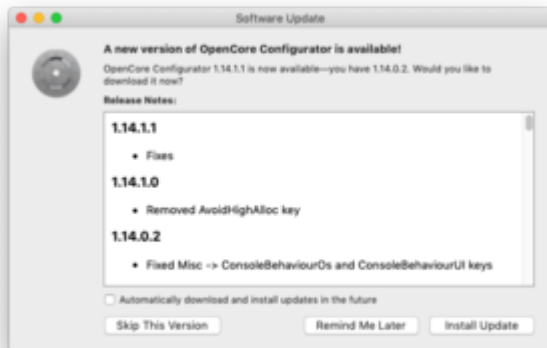 Software Update
A new version of OpenCore Configurator is available!
OpenCore Configurator 1.14.1.1 is now available—you have 1.14.0.2. Would you like to
download it now?
Release Notes:
1.14.1.1
• Fixes
1.14.1.0
• Removed AvoidHighAlloc key
1.14.0.2
• Fixed Misc -> ConsoleBehaviourOs and ConsoleBehaviourUI keys
Automatically download and install updates in the future
Skip This Version
Remind Me Later
Install Update